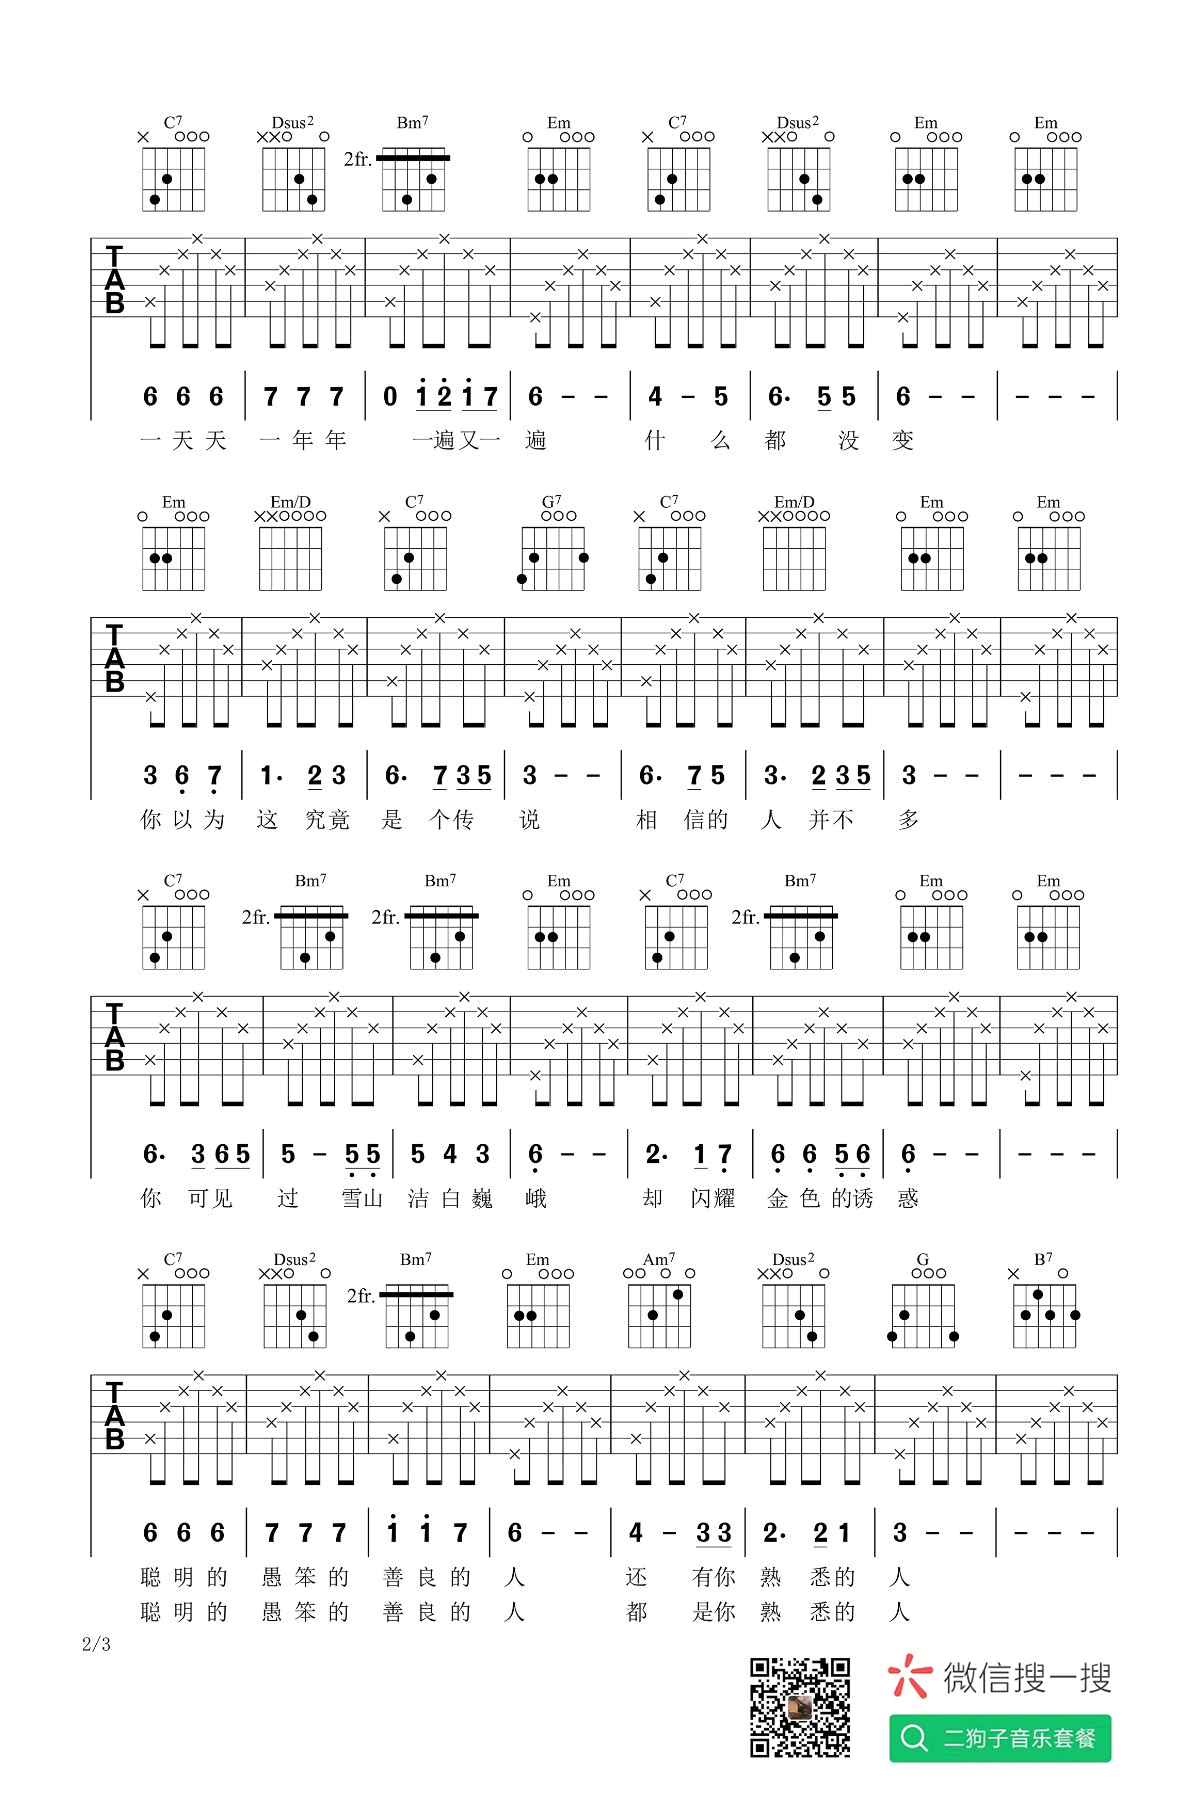 C7 Dsus2 Bm7 Em C7 Dsus2 Em Em
2fr.
TAB
6 6 6 | 7 7 7 | 0 1̇ 2̇ 1̇ 7 | 6 - - | 4 - 5 | 6. 5 5 | 6 - - | - - -
一天天 一年年 一遍又一遍 什么都没变
Em Em/D C7 G7 C7 Em/D Em Em
TAB
3 6̣ 7̣ | 1. 2 3 | 6. 7 3 5 | 3 - - | 6. 7 5 | 3. 2 3 5 | 3 - - | - - -
你以为 这究竟 是个传说 相信的人并不多
C7 Bm7 Bm7 Em C7 Bm7 Em Em
2fr. 2fr. 2fr.
TAB
6. 3 6 5 | 5 - 5̣ 5̣ | 5 4 3 | 6̣ - - | 2. 1 7̣ | 6̣ 6̣ 5̣ 6̣ | 6̣ - - | - - -
你可见过 雪山洁白巍峨 却闪耀金色的诱惑
C7 Dsus2 Bm7 Em Am7 Dsus2 G B7
2fr.
TAB
6 6 6 | 7 7 7 | 1̇ 1̇ 7 | 6 - - | 4 - 3 3 | 2. 2 1 | 3 - - | - - -
聪明的 愚笨的 善良的人 还有你熟悉的人
聪明的 愚笨的 善良的人 都是你熟悉的人
2/3
微信搜一搜
二狗子音乐套餐